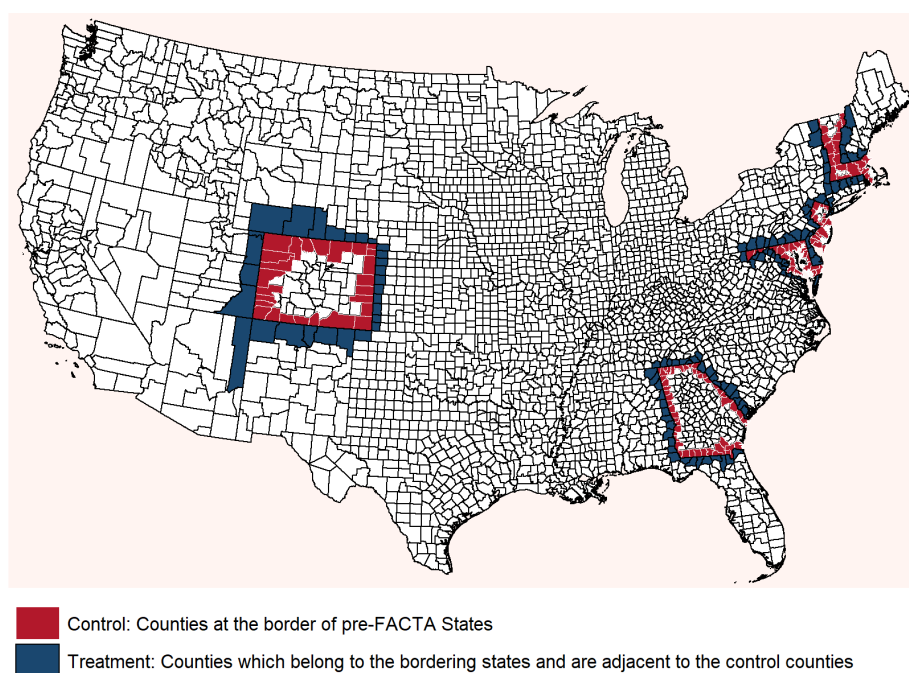 Control: Counties at the border of pre-FACTA States
Treatment: Counties which belong to the bordering states and are adjacent to the control counties